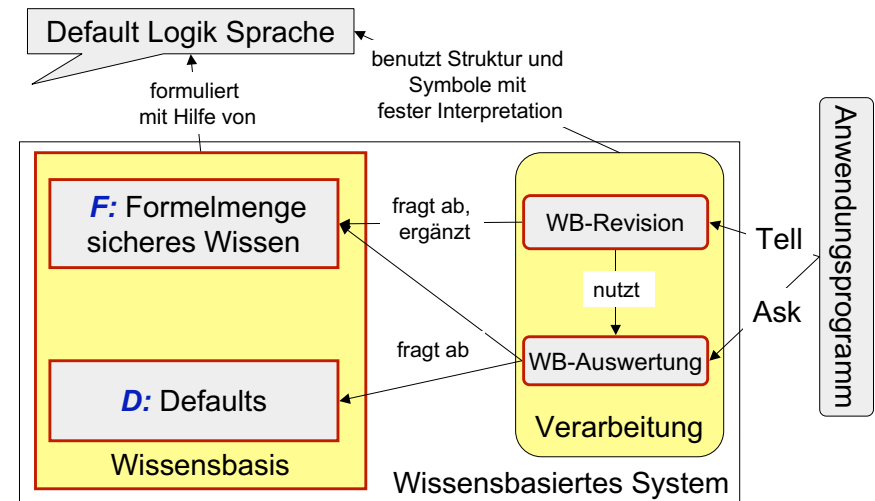 Default Logik Sprache
formuliert
mit Hilfe von
benutzt Struktur und
Symbole mit
fester Interpretation
F: Formelmenge
sicheres Wissen
fragt ab,
ergänzt
WB-Revision
Tell
nutzt
Ask
fragt ab
WB-Auswertung
D: Defaults
Verarbeitung
Wissensbasis
Wissensbasiertes System
Anwendungsprogramm